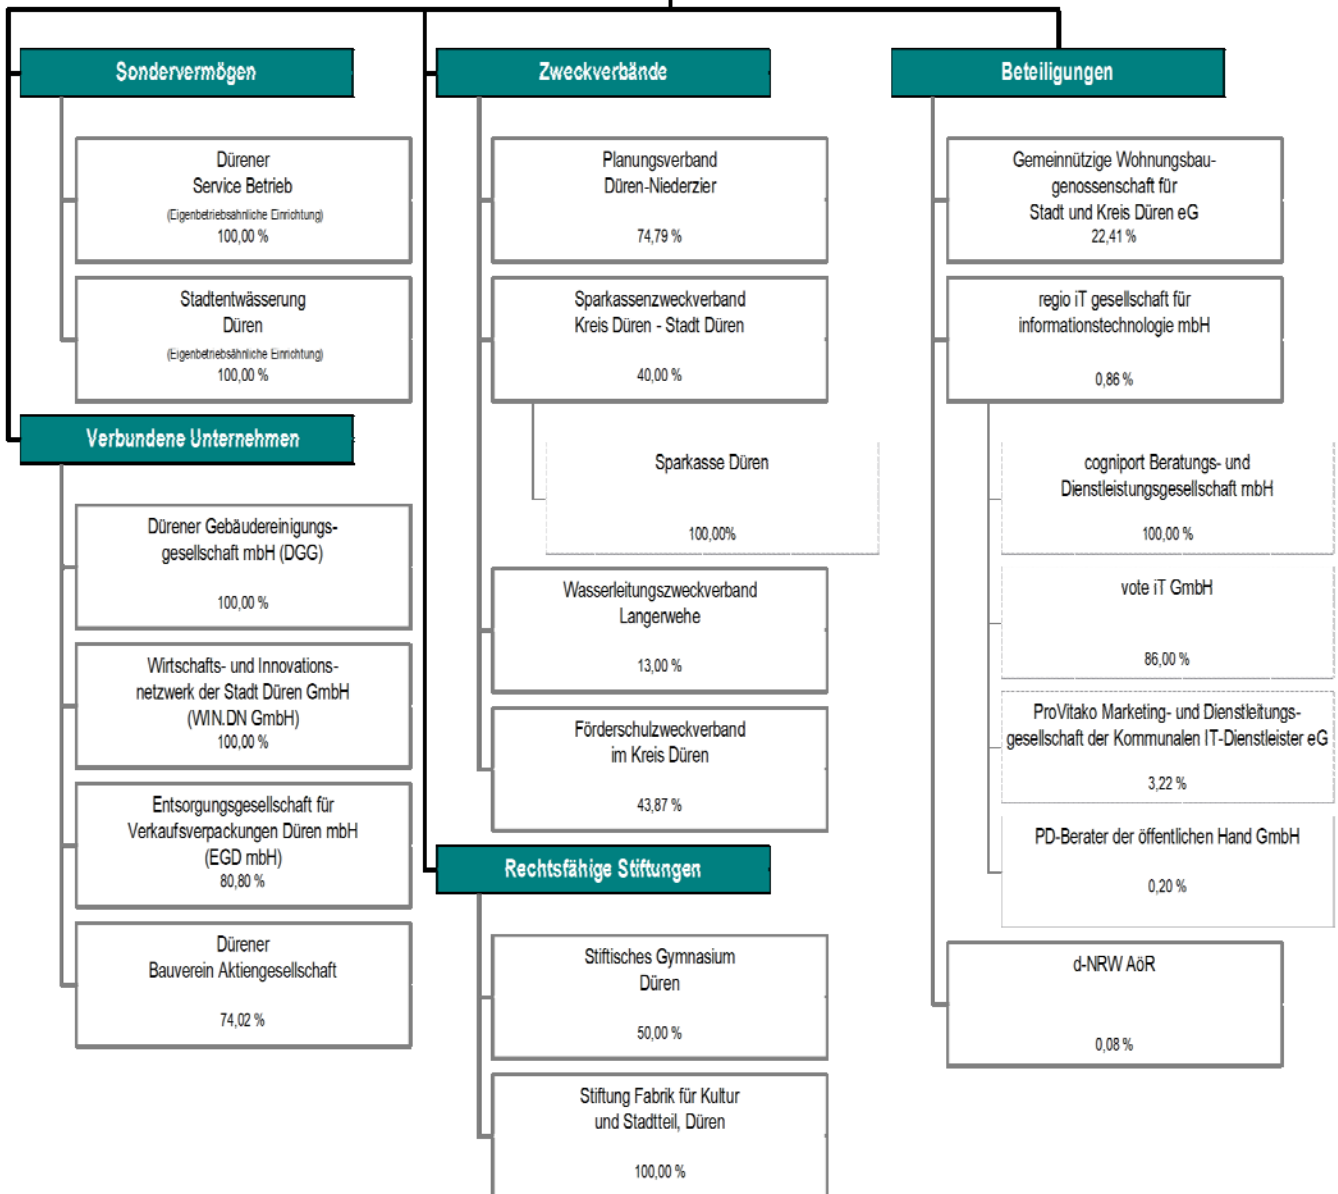 Sondervermögen
Dürener
Service Betrieb
(Eigenbetriebsähnliche Einrichtung)
100,00 %
Stadtentwässerung
Düren
(Eigenbetriebsähnliche Einrichtung)
100,00 %
Verbundene Unternehmen
Dürener Gebäudereinigungs-
gesellschaft mbH (DGG)
100,00 %
Wirtschafts- und Innovations-
netzwerk der Stadt Düren GmbH
(WIN.DN GmbH)
100,00 %
Entsorgungsgesellschaft für
Verkaufsverpackungen Düren mbH
(EGD mbH)
80,80 %
Dürener
Bauverein Aktiengesellschaft
74,02 %
Zweckverbände
Planungsverband
Düren-Niederzier
74,79 %
Sparkassenzweckverband
Kreis Düren - Stadt Düren
40,00 %
Sparkasse Düren
100,00%
Wasserleitungszweckverband
Langerwehe
13,00 %
Förderschulzweckverband
im Kreis Düren
43,87 %
Rechtsfähige Stiftungen
Stiftisches Gymnasium
Düren
50,00 %
Stiftung Fabrik für Kultur
und Stadtteil, Düren
100,00 %
Beteiligungen
Gemeinnützige Wohnungsbau-
genossenschaft für
Stadt und Kreis Düren eG
22,41 %
regio iT gesellschaft für
informationstechnologie mbH
0,86 %
cogniport Beratungs- und
Dienstleistungsgesellschaft mbH
100,00 %
vote iT GmbH
86,00 %
ProVitako Marketing- und Dienstleitungs-
gesellschaft der Kommunalen IT-Dienstleister eG
3,22 %
PD-Berater der öffentlichen Hand GmbH
0,20 %
d-NRW AöR
0,08 %